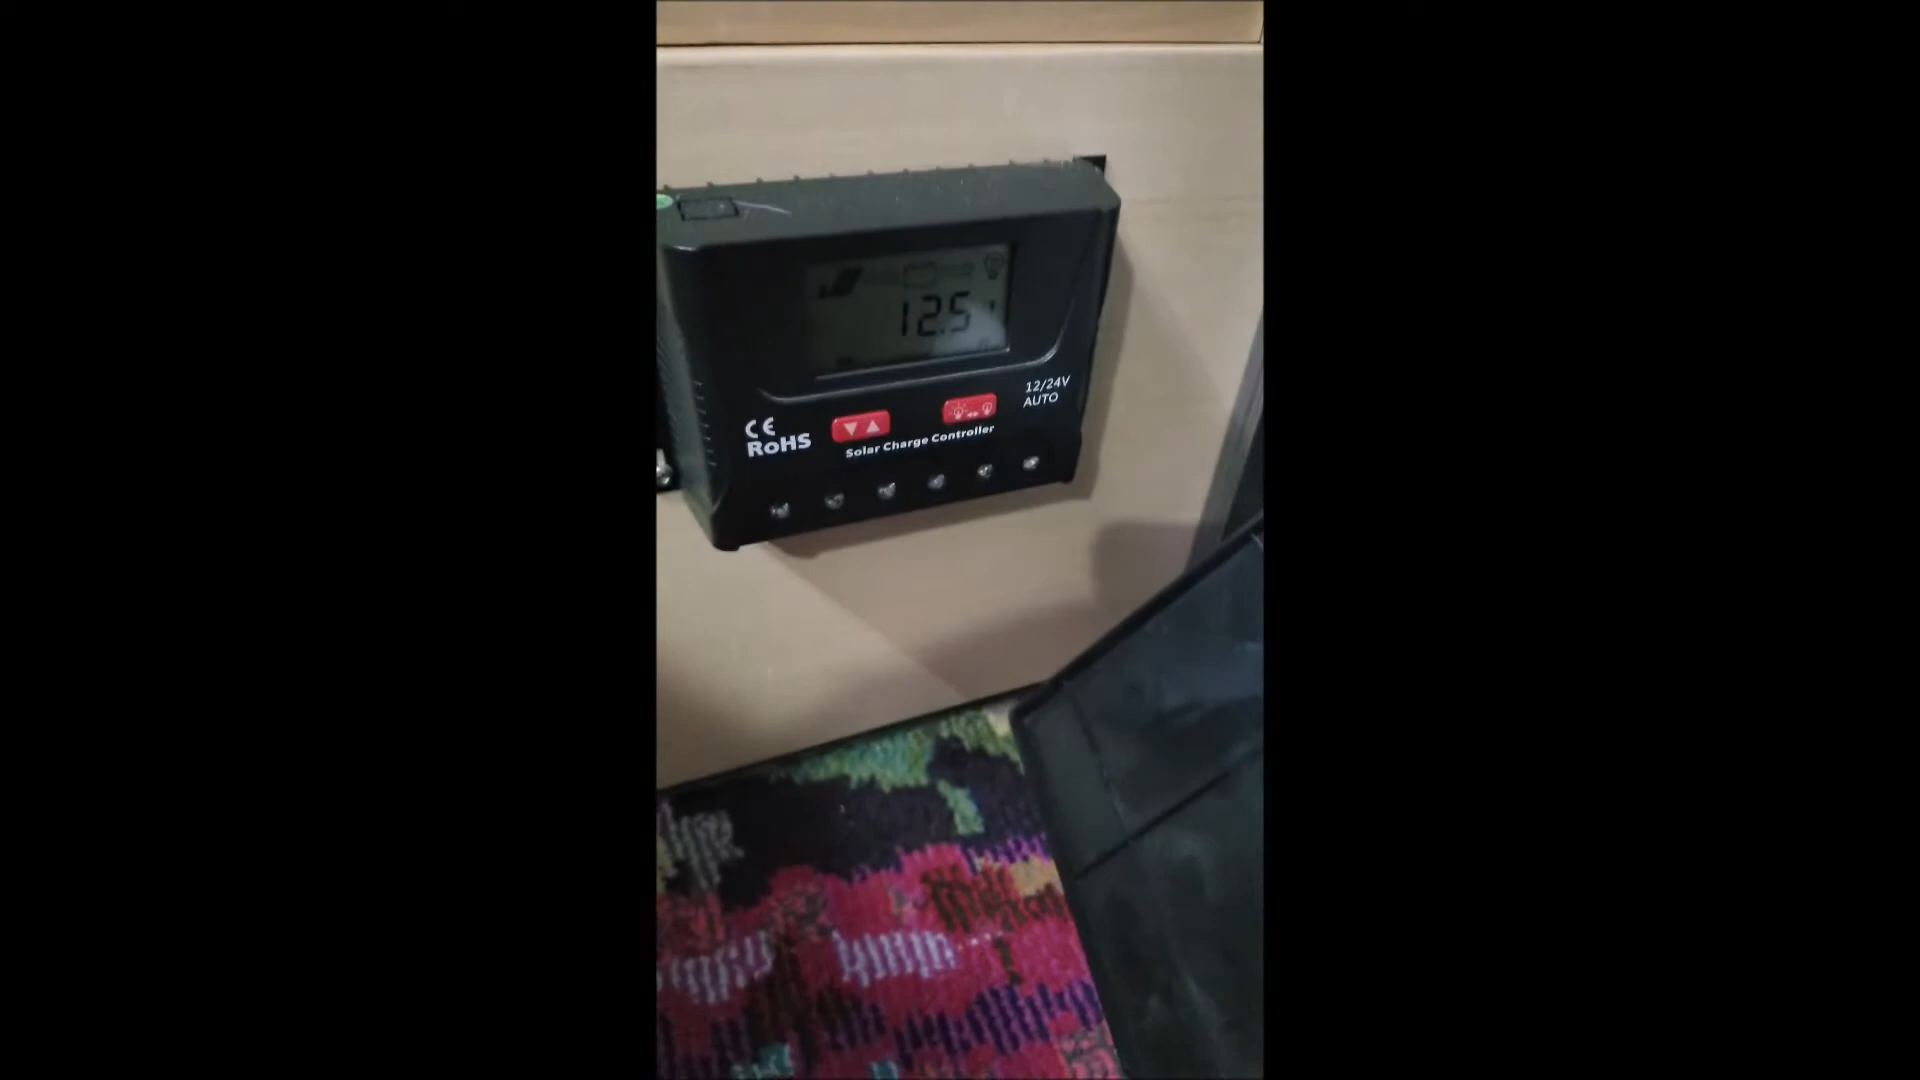 12.5
12/24V
AUTO
CE
RoHS
Solar Charge Controller